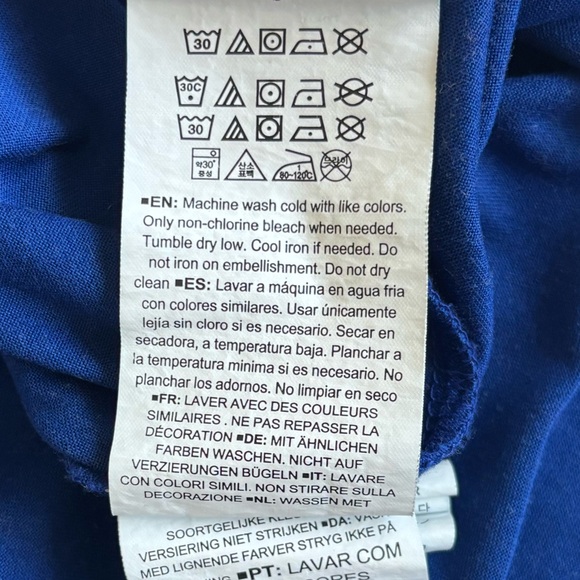 30
30C
30
약30° 중성 산소 표백 80~120°C 드라이
■EN: Machine wash cold with like colors.
Only non-chlorine bleach when needed.
Tumble dry low. Cool iron if needed. Do
not iron on embellishment. Do not dry
clean ■ES: Lavar a máquina en agua fria
con colores similares. Usar únicamente
lejía sin cloro si es necesario. Secar en
secadora, a temperatura baja. Planchar a
la temperatura minima si es necesario. No
planchar los adornos. No limpiar en seco
■FR: LAVER AVEC DES COULEURS
SIMILAIRES . NE PAS REPASSER LA
DÉCORATION ■DE: MIT ÄHNLICHEN
FARBEN WASCHEN. NICHT AUF
VERZIERUNGEN BÜGELN ■IT: LAVARE
CON COLORI SIMILI. NON STIRARE SULLA
DECORAZIONE ■NL: WASSEN MET
SOORTGELIJKE ■DA:
VERSIERING NIET STRIJKEN
MED LIGNENDE FARVER STRYG IKKE PÅ
■PT: LAVAR COM